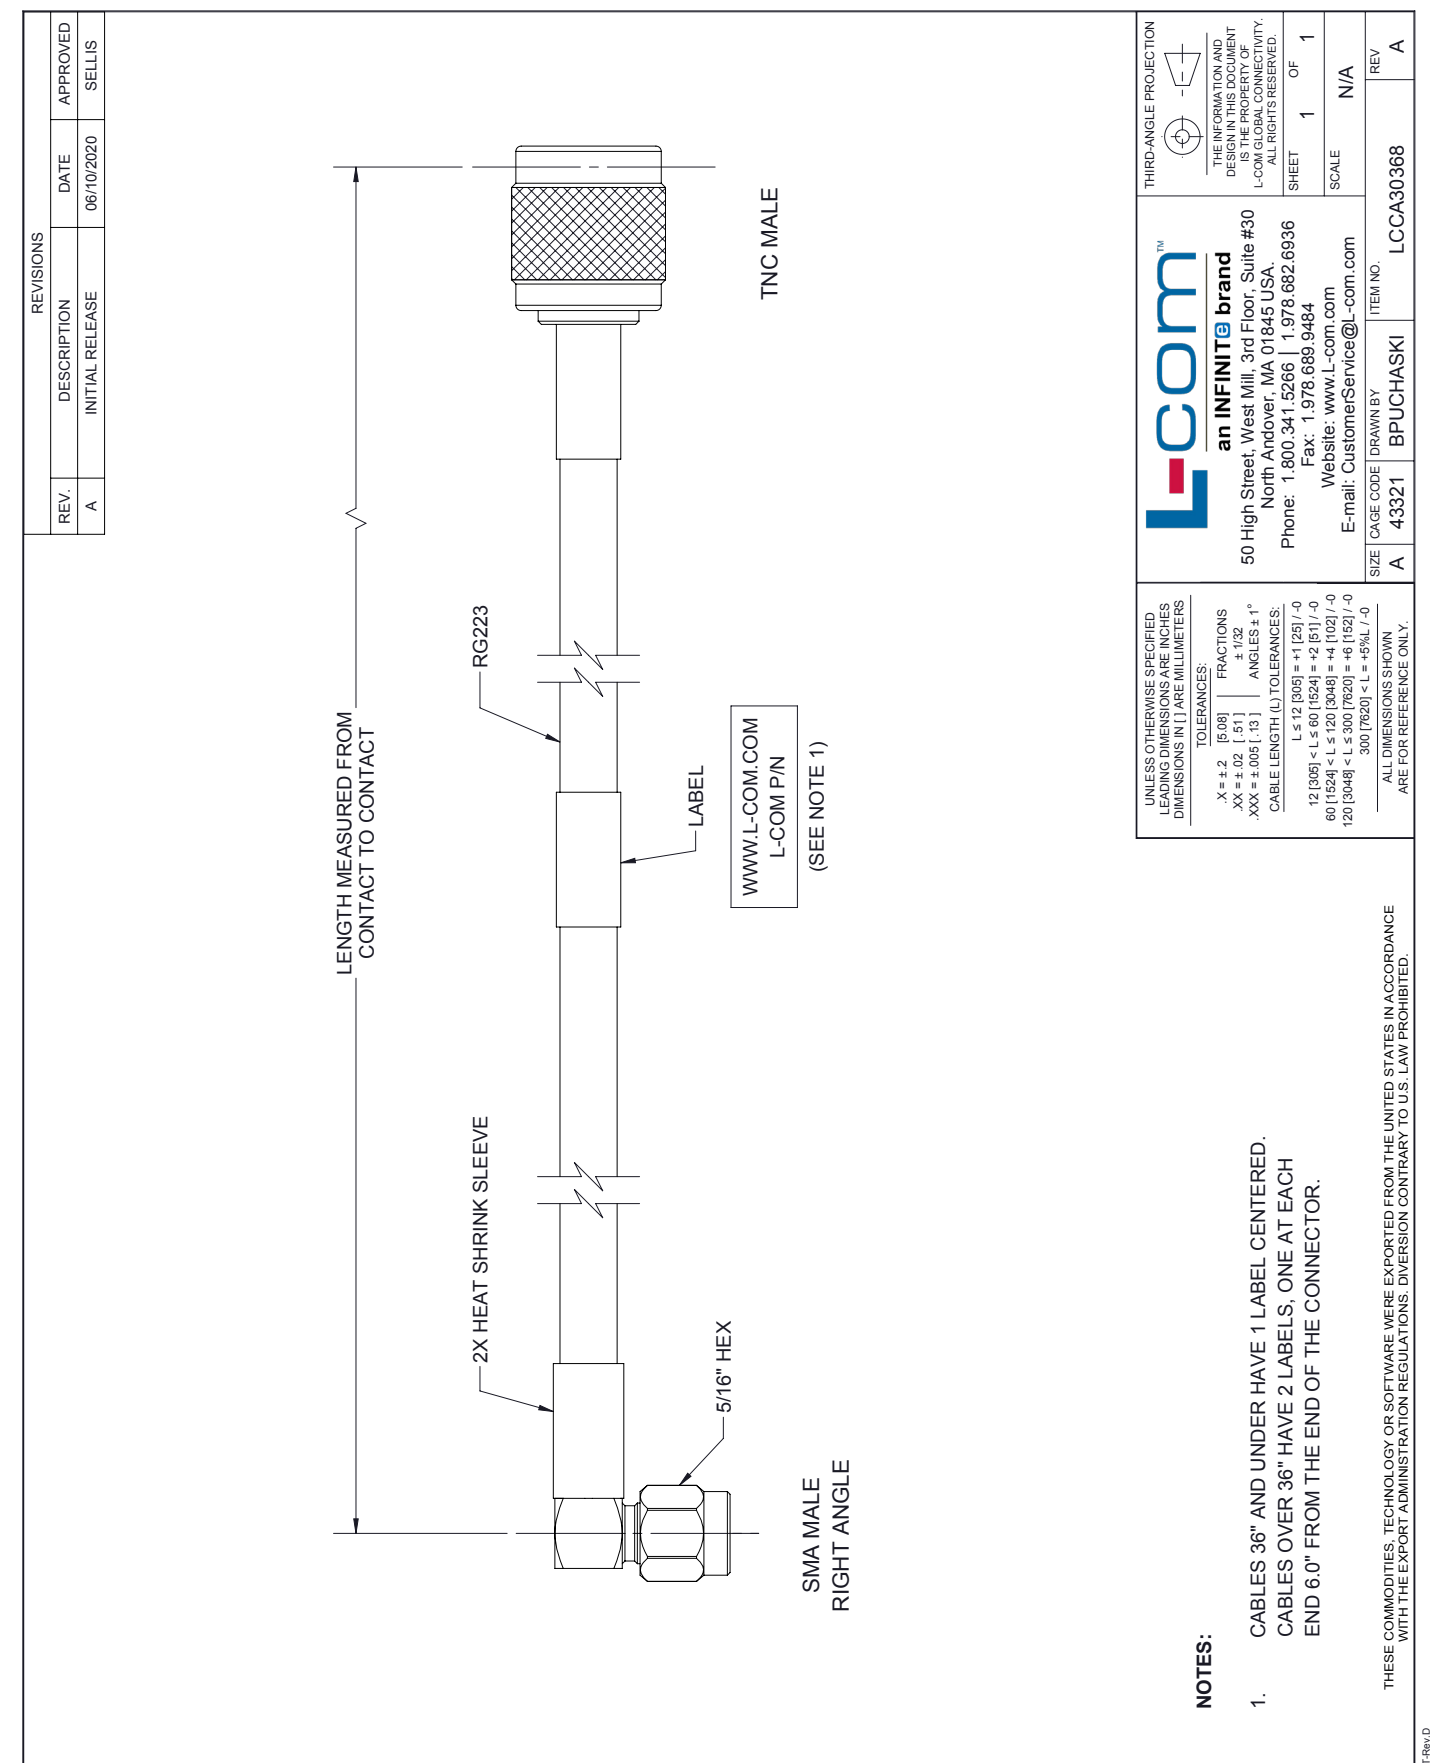 REVISIONS
REV. DESCRIPTION DATE APPROVED
A INITIAL RELEASE 06/10/2020 SELLIS
LENGTH MEASURED FROM
CONTACT TO CONTACT
2X HEAT SHRINK SLEEVE
RG223
5/16" HEX
LABEL
WWW.L-COM.COM
L-COM P/N
(SEE NOTE 1)
SMA MALE
RIGHT ANGLE
TNC MALE
NOTES:
1. CABLES 36" AND UNDER HAVE 1 LABEL CENTERED.
CABLES OVER 36" HAVE 2 LABELS, ONE AT EACH
END 6.0" FROM THE END OF THE CONNECTOR.
THESE COMMODITIES, TECHNOLOGY OR SOFTWARE WERE EXPORTED FROM THE UNITED STATES IN ACCORDANCE
WITH THE EXPORT ADMINISTRATION REGULATIONS. DIVERSION CONTRARY TO U.S. LAW PROHIBITED.
UNLESS OTHERWISE SPECIFIED
LEADING DIMENSIONS ARE INCHES
DIMENSIONS IN [ ] ARE MILLIMETERS
TOLERANCES:
.X = ± .2 [5.08] FRACTIONS
.XX = ± .02 [ .51 ] ± 1/32
.XXX = ± .005 [ .13 ] ANGLES ± 1°
CABLE LENGTH (L) TOLERANCES:
L ≤ 12 [305] = +1 [25] / -0
12 [305] < L ≤ 60 [1524] = +2 [51] / -0
60 [1524] < L ≤ 120 [3048] = +4 [102] / -0
120 [3048] < L ≤ 300 [7620] = +6 [152] / -0
300 [7620] < L = +5%L / -0
ALL DIMENSIONS SHOWN
ARE FOR REFERENCE ONLY.
L-com™
an INFINITe brand
50 High Street, West Mill, 3rd Floor, Suite #30
North Andover, MA 01845 USA.
Phone: 1.800.341.5266 | 1.978.682.6936
Fax: 1.978.689.9484
Website: www.L-com.com
E-mail: CustomerService@L-com.com
THIRD-ANGLE PROJECTION
THE INFORMATION AND
DESIGN IN THIS DOCUMENT
IS THE PROPERTY OF
L-COM GLOBAL CONNECTIVITY.
ALL RIGHTS RESERVED.
SHEET 1 OF 1
SCALE N/A
SIZE A
CAGE CODE 43321
DRAWN BY BPUCHASKI
ITEM NO. LCCA30368
REV A
T-Rev.D